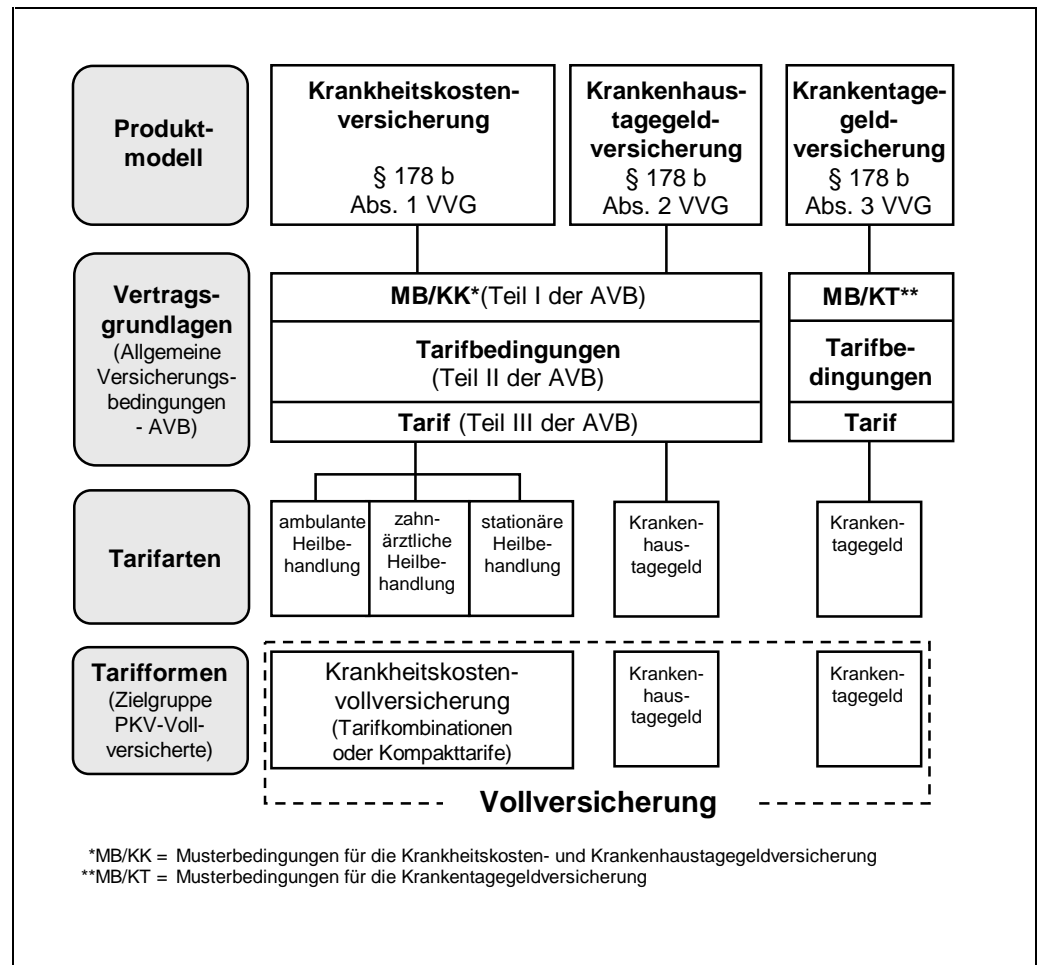 Produkt-
modell
Krankheitskosten-
versicherung
§ 178 b
Abs. 1 VVG
Krankenhaus-
tagegeld-
versicherung
§ 178 b
Abs. 2 VVG
Krankentage-
geld-
versicherung
§ 178 b
Abs. 3 VVG
Vertrags-
grundlagen
(Allgemeine
Versicherungs-
bedingungen
- AVB)
MB/KK*(Teil I der AVB)
Tarifbedingungen
(Teil II der AVB)
Tarif (Teil III der AVB)
MB/KT**
Tarifbe-
dingungen
Tarif
Tarifarten
ambulante
Heilbe-
handlung
zahn-
ärztliche
Heilbe-
handlung
stationäre
Heilbe-
handlung
Kranken-
haus-
tagegeld
Kranken-
tagegeld
Tarifformen
(Zielgruppe
PKV-Voll-
versicherte)
Krankheitskosten-
vollversicherung
(Tarifkombinationen
oder Kompakttarife)
Kranken-
haus-
tagegeld
Kranken-
tagegeld
Vollversicherung
*MB/KK = Musterbedingungen für die Krankheitskosten- und Krankenhaustagegeldversicherung
**MB/KT = Musterbedingungen für die Krankentagegeldversicherung